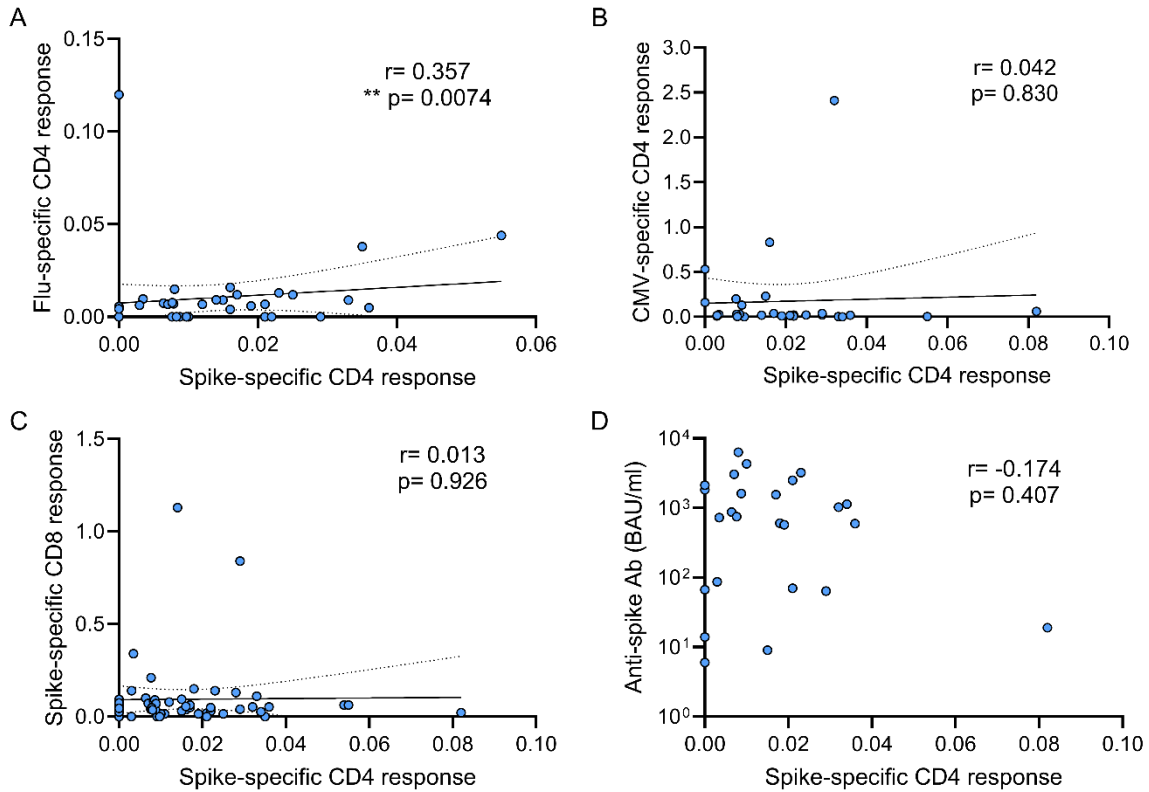 A
Flu-specific CD4 response
0.15
0.10
0.05
0.00
r= 0.357
** p= 0.0074
0.00 0.02 0.04 0.06
Spike-specific CD4 response
B
CMV-specific CD4 response
3.0
2.5
2.0
1.5
1.0
0.5
0.0
r= 0.042
p= 0.830
0.00 0.02 0.04 0.06 0.08 0.10
Spike-specific CD4 response
C
Spike-specific CD8 response
1.5
1.0
0.5
0.0
r= 0.013
p= 0.926
0.00 0.02 0.04 0.06 0.08 0.10
Spike-specific CD4 response
D
Anti-spike Ab (BAU/ml)
10⁴
10³
10²
10¹
10⁰
r= -0.174
p= 0.407
0.00 0.02 0.04 0.06 0.08 0.10
Spike-specific CD4 response